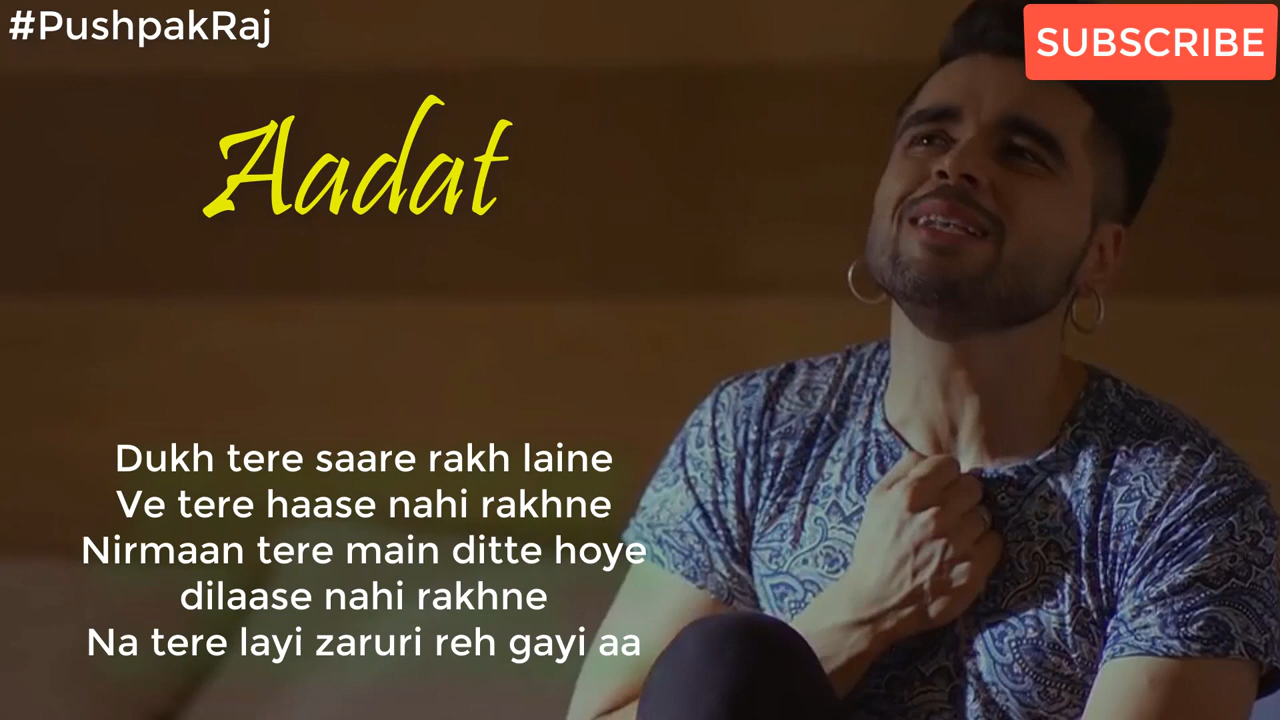 #PushpakRaj
SUBSCRIBE
Aadat
Dukh tere saare rakh laine
Ve tere haase nahi rakhne
Nirmaan tere main ditte hoye
dilaase nahi rakhne
Na tere layi zaruri reh gayi aa